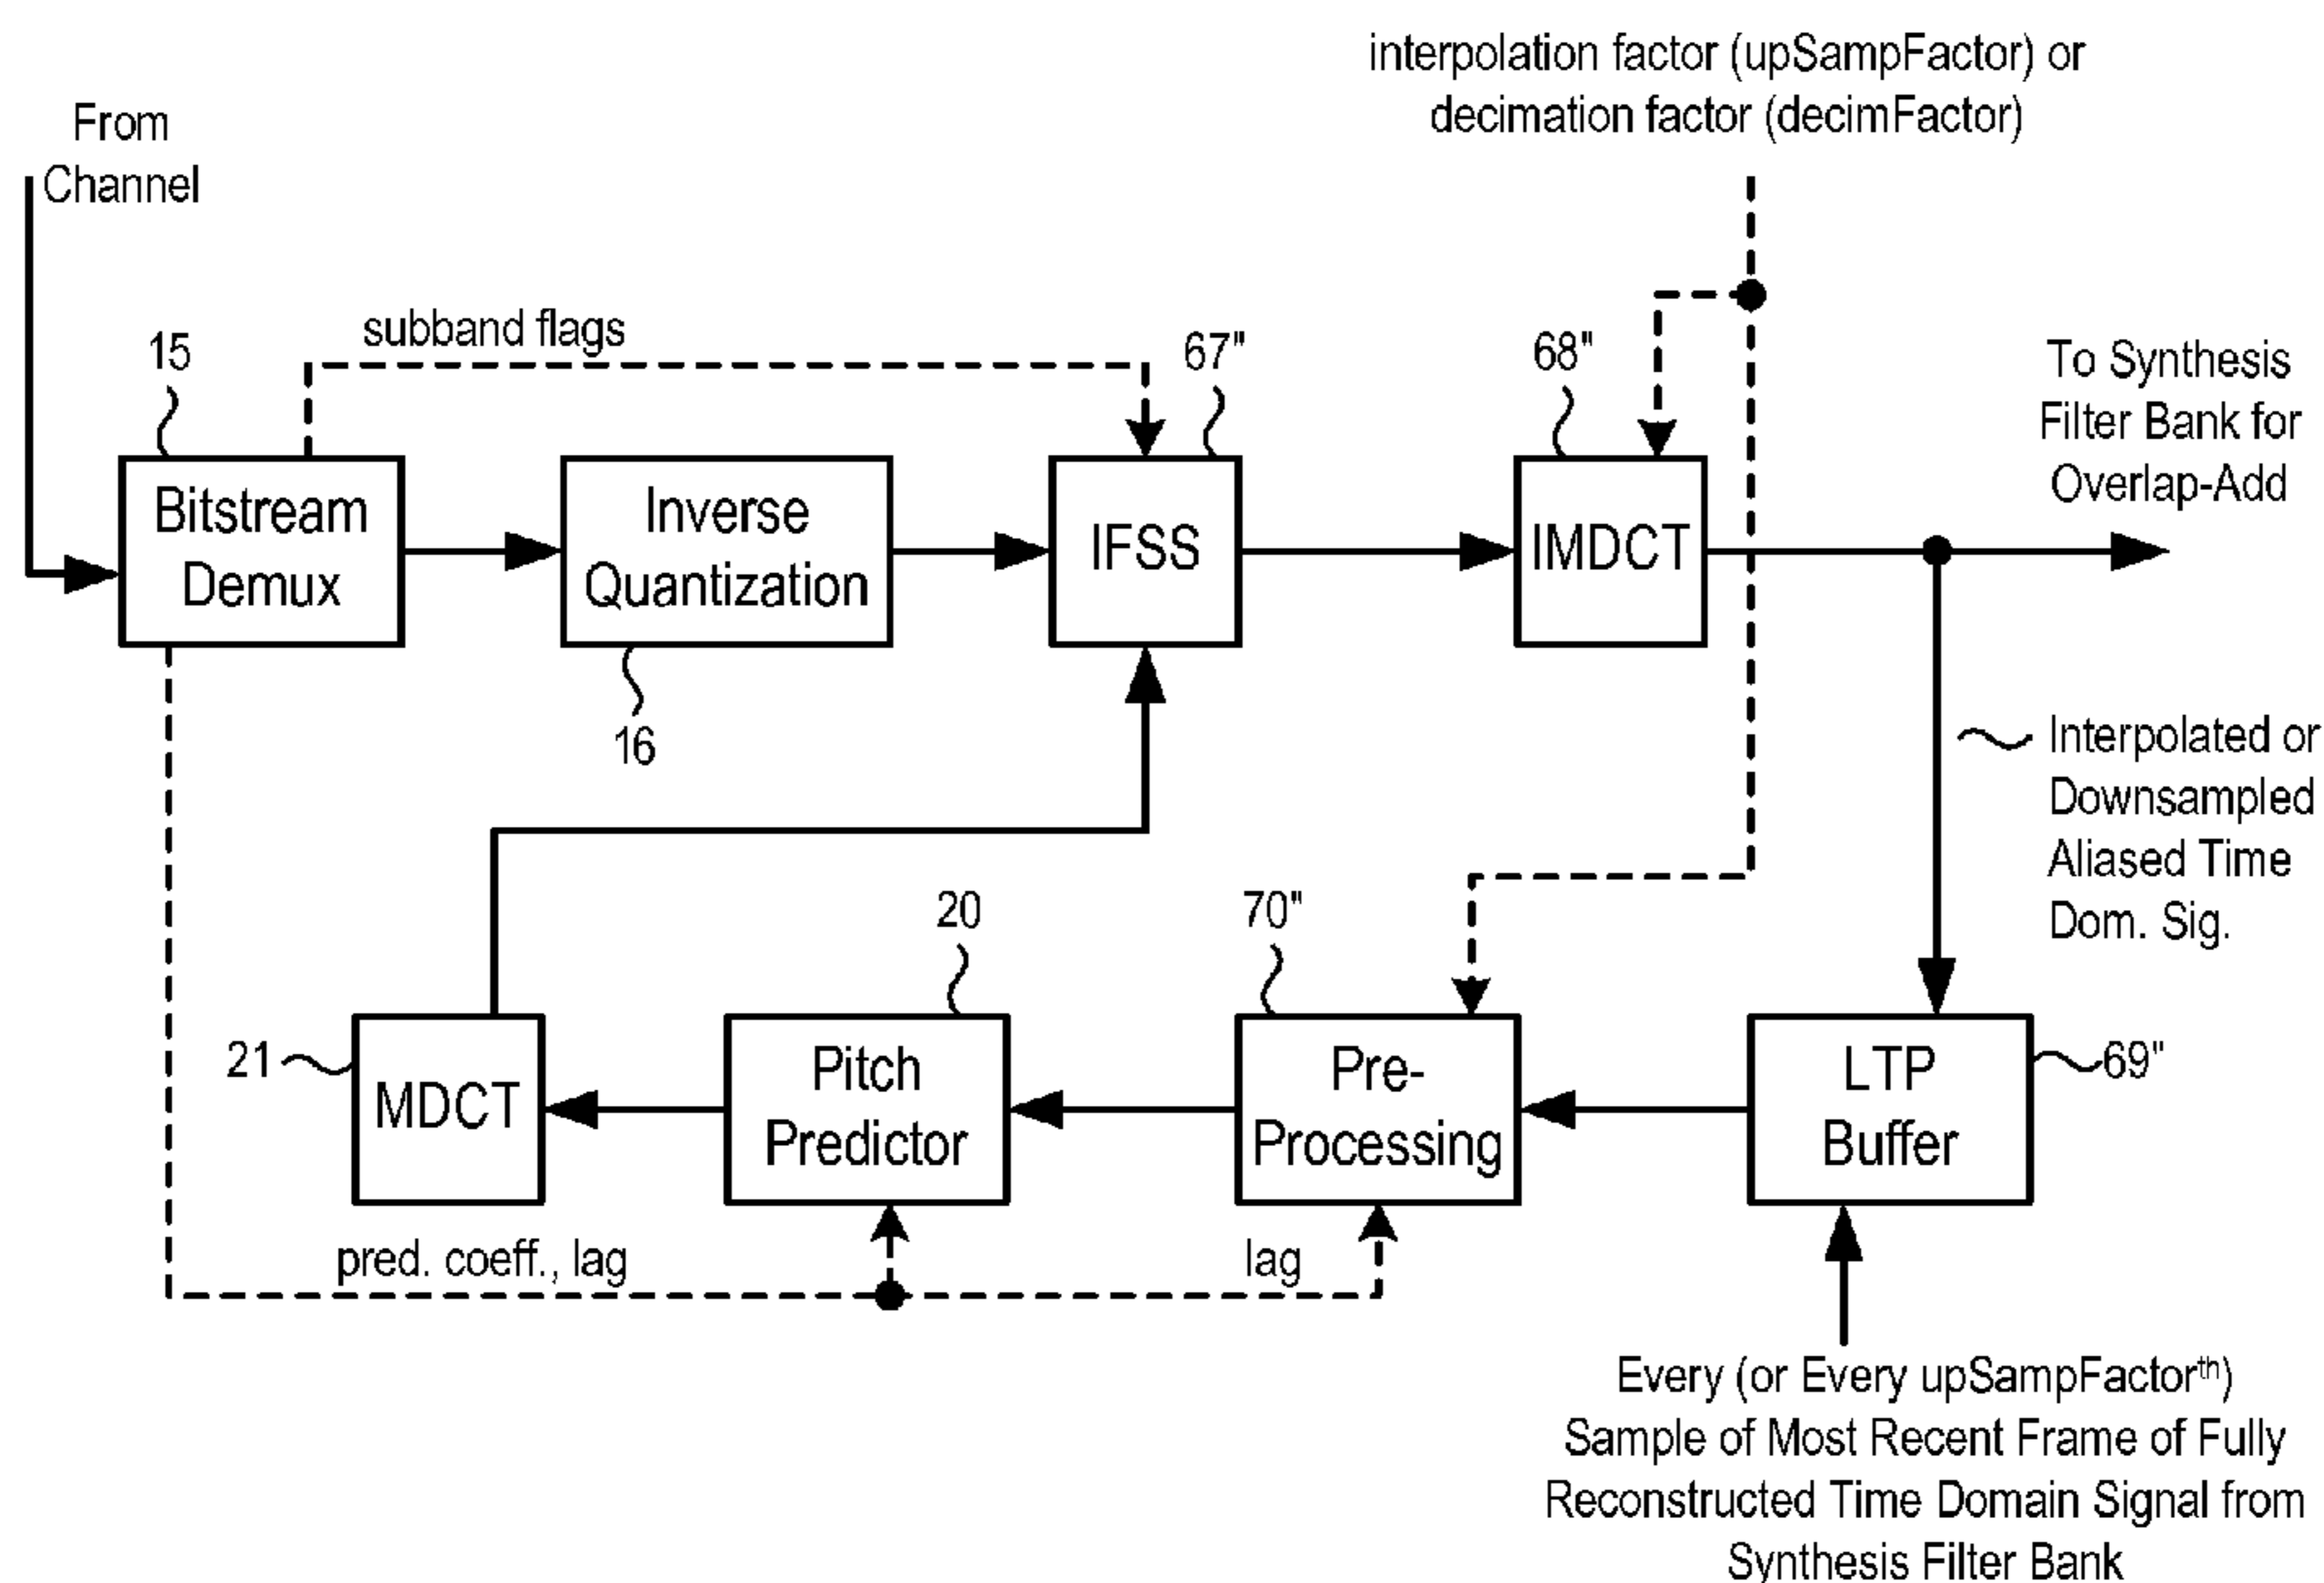 interpolation factor (upSampFactor) or
decimation factor (decimFactor)
From
Channel
subband flags
15
67"
68"
To Synthesis
Filter Bank for
Overlap-Add
Bitstream
Demux
Inverse
Quantization
IFSS
IMDCT
16
Interpolated or
Downsampled
Aliased Time
Dom. Sig.
20
70"
21
MDCT
Pitch
Predictor
Pre-
Processing
LTP
Buffer
69"
pred. coeff., lag
lag
Every (or Every upSampFactorth)
Sample of Most Recent Frame of Fully
Reconstructed Time Domain Signal from
Synthesis Filter Bank